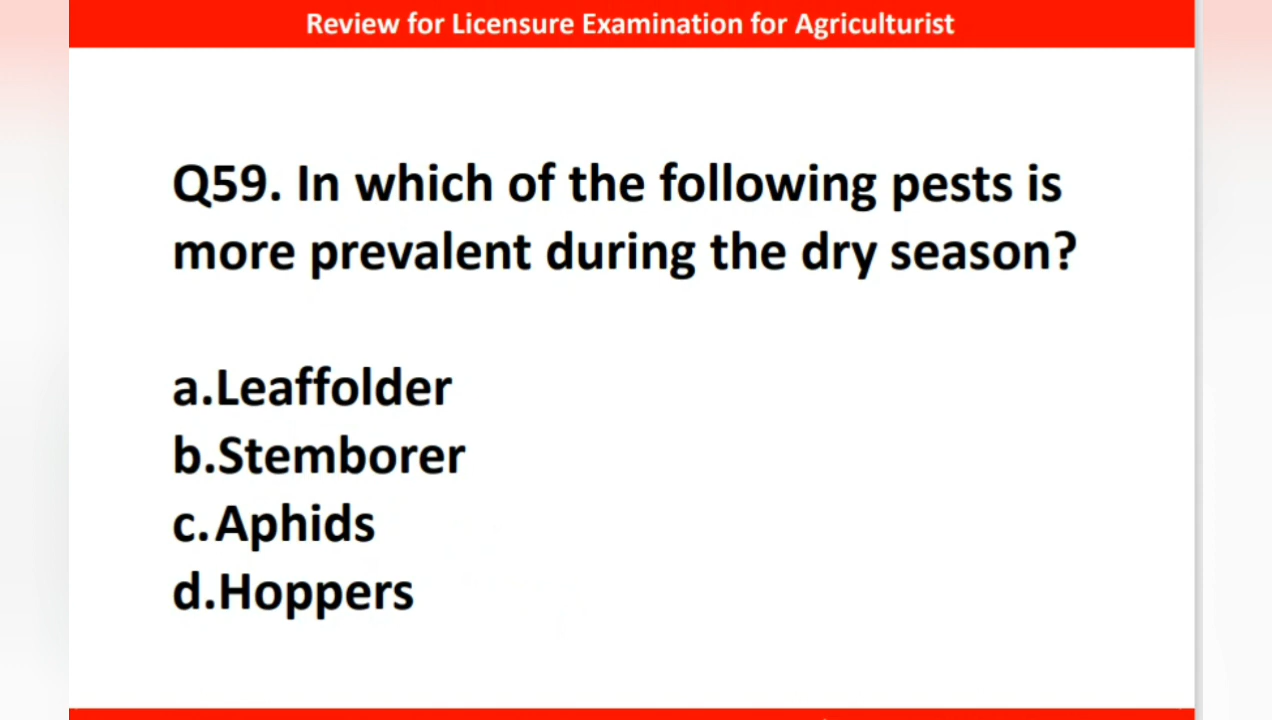 Review for Licensure Examination for Agriculturist
Q59. In which of the following pests is
more prevalent during the dry season?
a.Leaffolder
b.Stemborer
c.Aphids
d.Hoppers